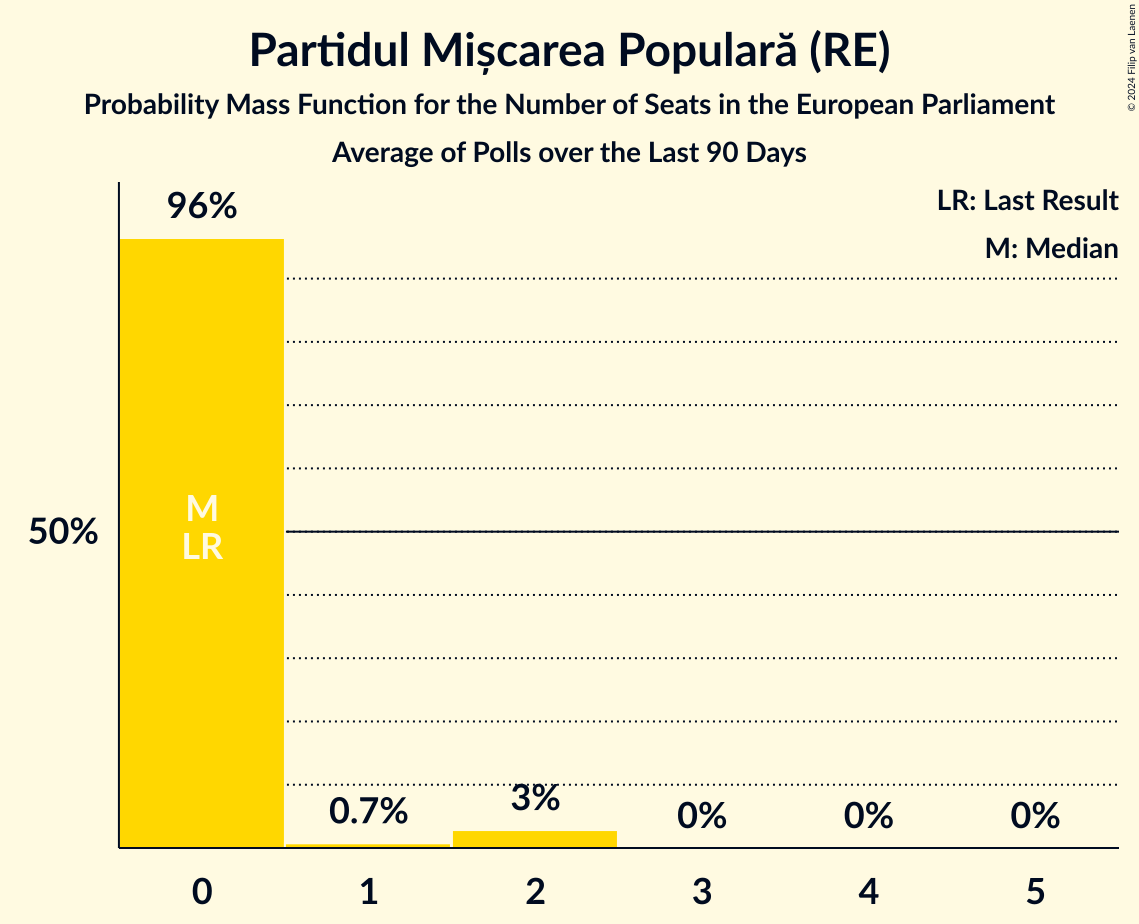 Partidul Mișcarea Populară (RE)
Probability Mass Function for the Number of Seats in the European Parliament
Average of Polls over the Last 90 Days
© 2024 Filip van Laenen
LR: Last Result
M: Median
96%
M
LR
50%
0.7%
3%
0%
0%
0%
0
1
2
3
4
5